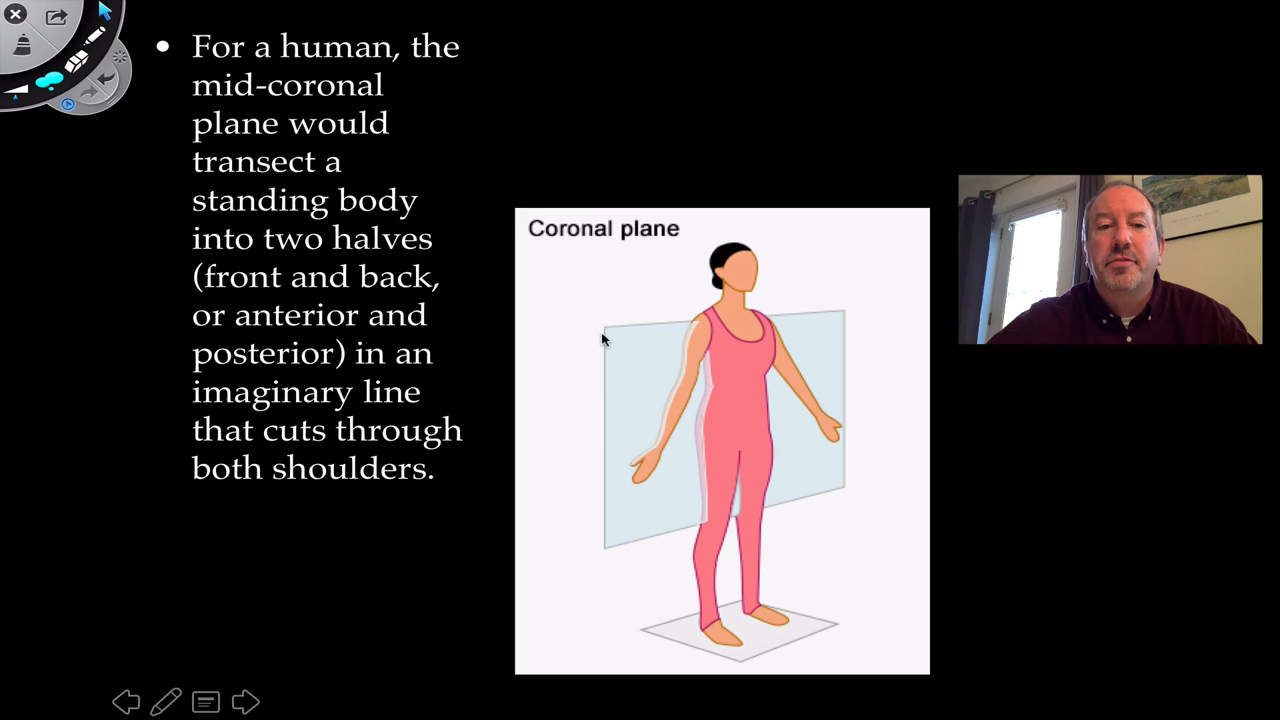 For a human, the
mid-coronal
plane would
transect a
standing body
into two halves
(front and back,
or anterior and
posterior) in an
imaginary line
that cuts through
both shoulders.
Coronal plane